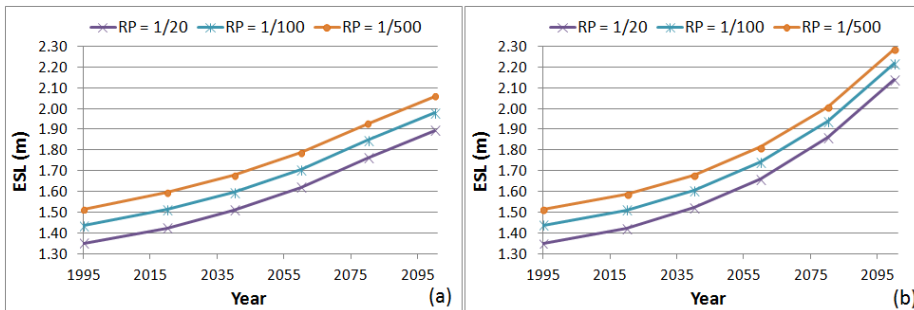 RP = 1/20 RP = 1/100 RP = 1/500
2.30
2.20
2.10
2.00
1.90
1.80
1.70
1.60
1.50
1.40
1.30
ESL (m)
1995 2015 2035 2055 2075 2095
Year
(a)
RP = 1/20 RP = 1/100 RP = 1/500
2.30
2.20
2.10
2.00
1.90
1.80
1.70
1.60
1.50
1.40
1.30
ESL (m)
1995 2015 2035 2055 2075 2095
Year
(b)